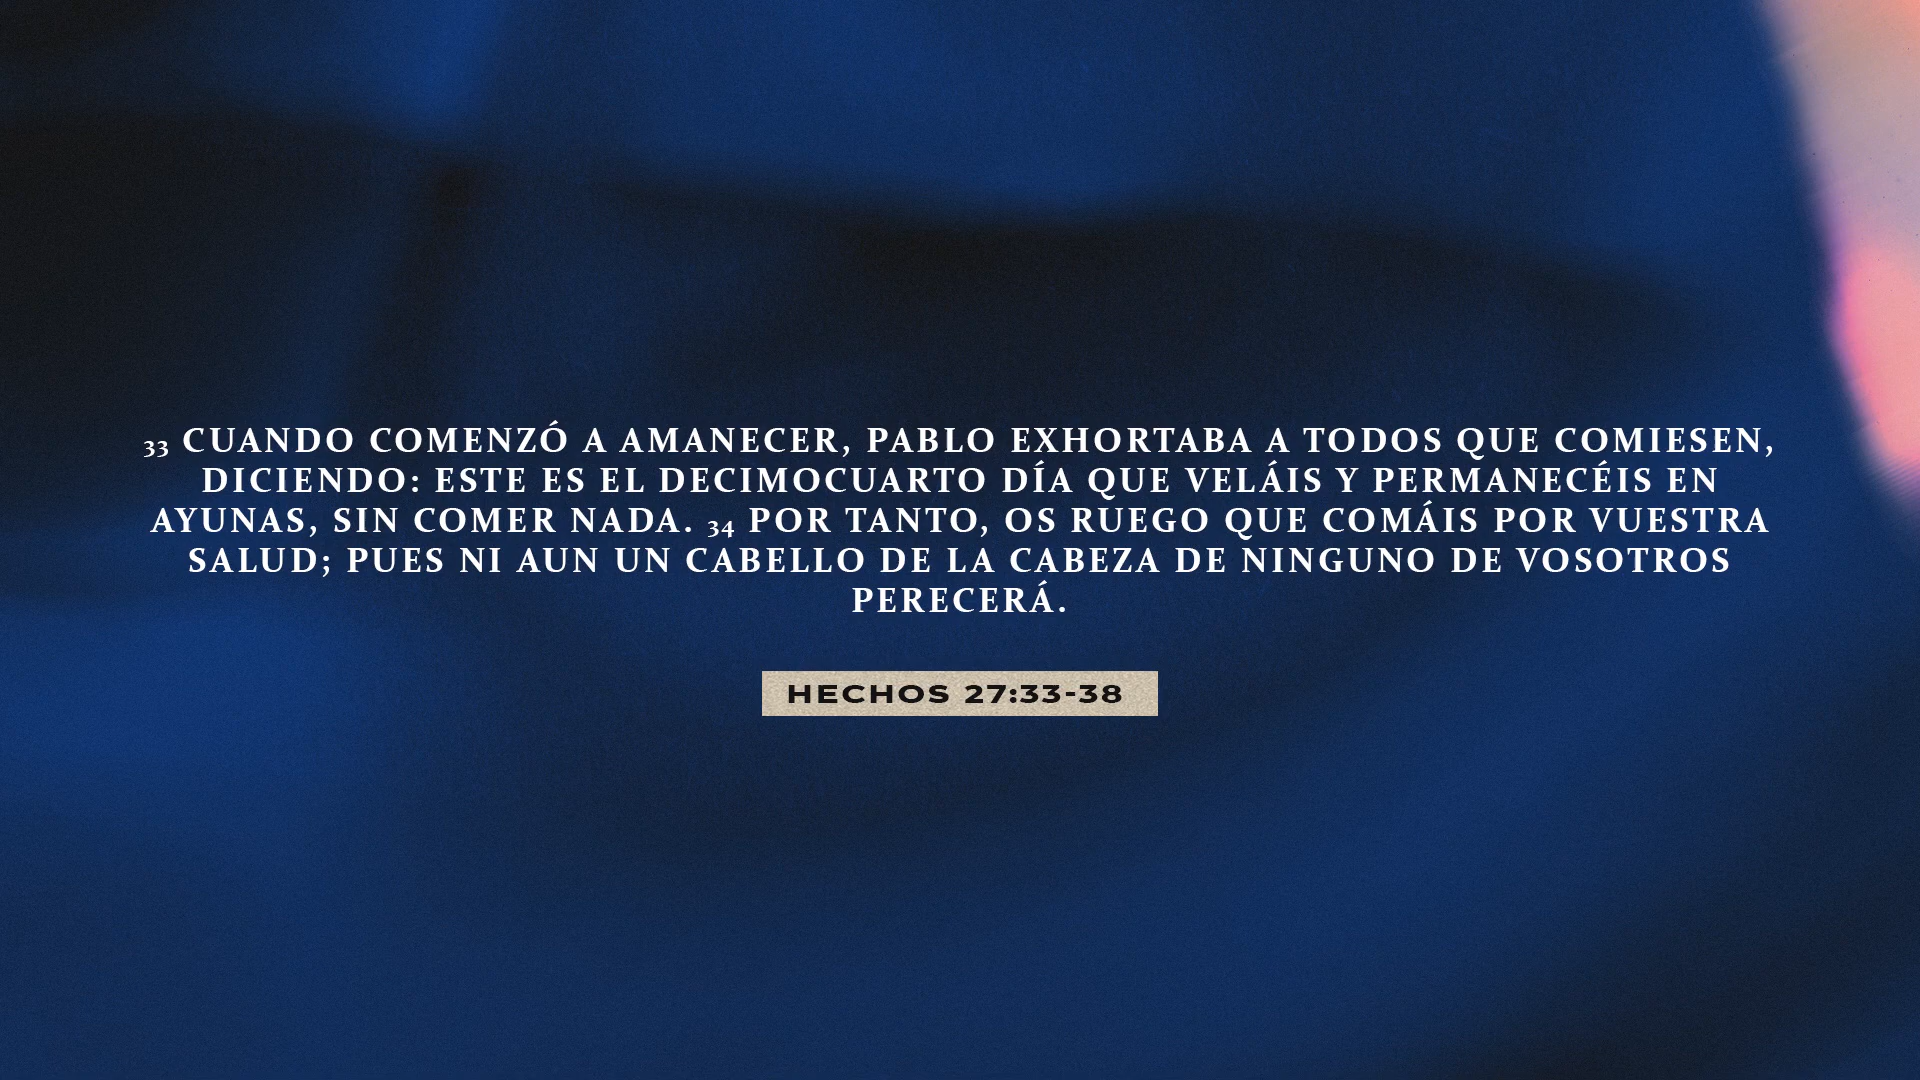 33 CUANDO COMENZÓ A AMANECER, PABLO EXHORTABA A TODOS QUE COMIESEN,
DICIENDO: ESTE ES EL DECIMOCUARTO DÍA QUE VELÁIS Y PERMANECÉIS EN
AYUNAS, SIN COMER NADA. 34 POR TANTO, OS RUEGO QUE COMÁIS POR VUESTRA
SALUD; PUES NI AUN UN CABELLO DE LA CABEZA DE NINGUNO DE VOSOTROS
PERECERÁ.
HECHOS 27:33-38